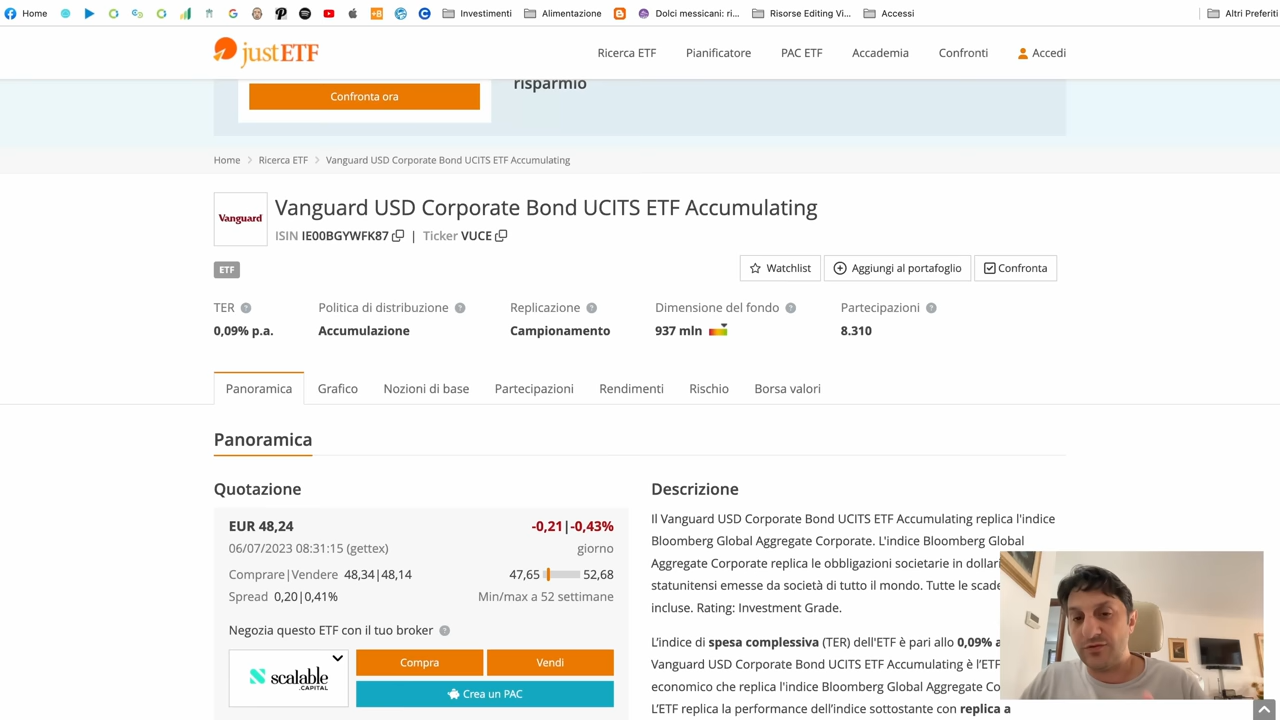 Home
Investimenti
Alimentazione
Dolci messicani: ri...
Risorse Editing Vi...
Accessi
Altri Preferiti
justETF
Ricerca ETF
Pianificatore
PAC ETF
Accademia
Confronti
Accedi
Confronta ora
risparmio
Home > Ricerca ETF > Vanguard USD Corporate Bond UCITS ETF Accumulating
Vanguard
Vanguard USD Corporate Bond UCITS ETF Accumulating
ISIN IE00BGYWFK87 | Ticker VUCE
ETF
Watchlist
Aggiungi al portafoglio
Confronta
TER
0,09% p.a.
Politica di distribuzione
Accumulazione
Replicazione
Campionamento
Dimensione del fondo
937 mln
Partecipazioni
8.310
Panoramica
Grafico
Nozioni di base
Partecipazioni
Rendimenti
Rischio
Borsa valori
Panoramica
Quotazione
EUR 48,24
-0,21|-0,43%
06/07/2023 08:31:15 (gettex)
giorno
Comprare|Vendere 48,34|48,14
47,65 52,68
Spread 0,20|0,41%
Min/max a 52 settimane
Negozia questo ETF con il tuo broker
scalable
.CAPITAL
Compra
Vendi
Crea un PAC
Descrizione
Il Vanguard USD Corporate Bond UCITS ETF Accumulating replica l'indice
Bloomberg Global Aggregate Corporate. L'indice Bloomberg Global
Aggregate Corporate replica le obbligazioni societarie in dollari
statunitensi emesse da società di tutto il mondo. Tutte le scade
incluse. Rating: Investment Grade.
L'indice di spesa complessiva (TER) dell'ETF è pari allo 0,09% a
Vanguard USD Corporate Bond UCITS ETF Accumulating è l'ETF
economico che replica l'indice Bloomberg Global Aggregate Co
L'ETF replica la performance dell'indice sottostante con replica a